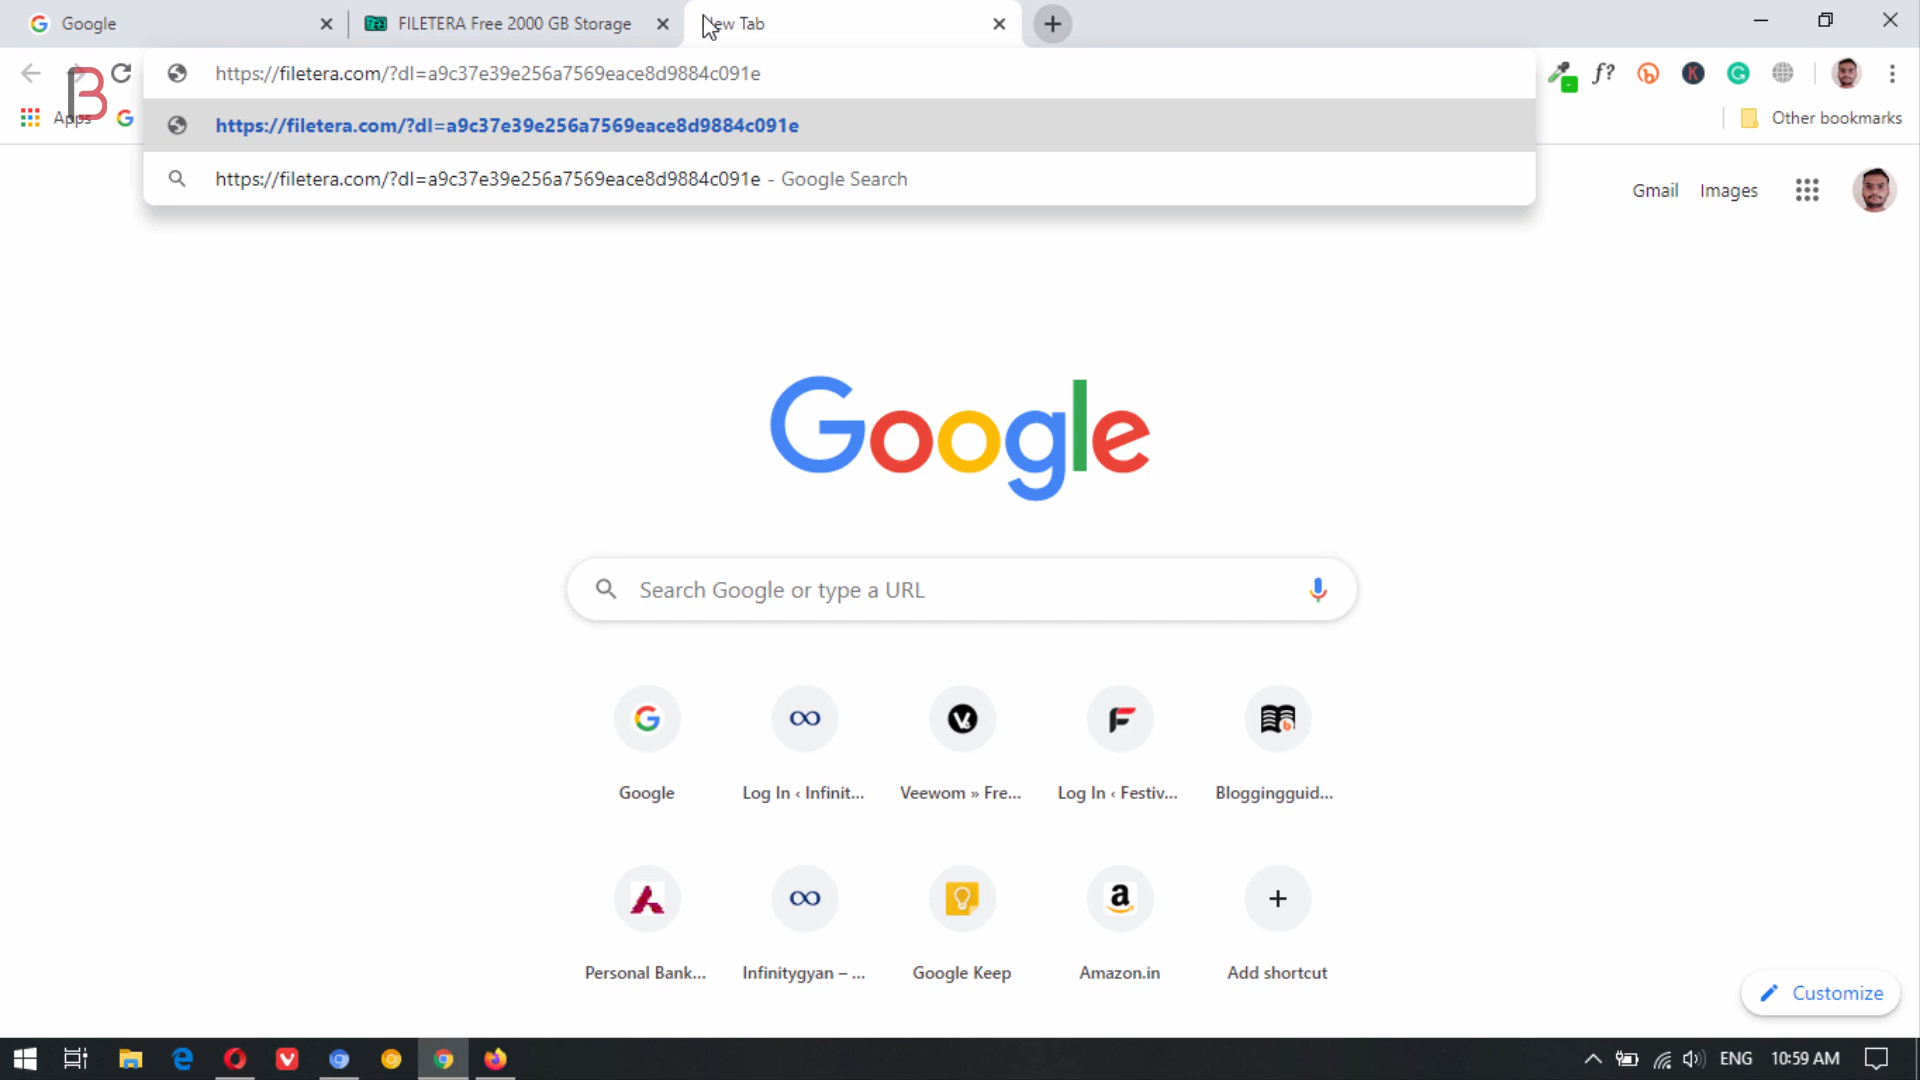 Google
FILETERA Free 2000 GB Storage
New Tab
https://filetera.com/?dl=a9c37e39e256a7569eace8d9884c091e
f?
Apps
https://filetera.com/?dl=a9c37e39e256a7569eace8d9884c091e
Other bookmarks
https://filetera.com/?dl=a9c37e39e256a7569eace8d9884c091e - Google Search
Gmail Images
Google
Search Google or type a URL
Google
Log In ‹ Infinit...
Veewom » Fre...
Log In ‹ Festiv...
Bloggingguid...
Personal Bank...
Infinitygyan – ...
Google Keep
Amazon.in
Add shortcut
Customize
ENG 10:59 AM